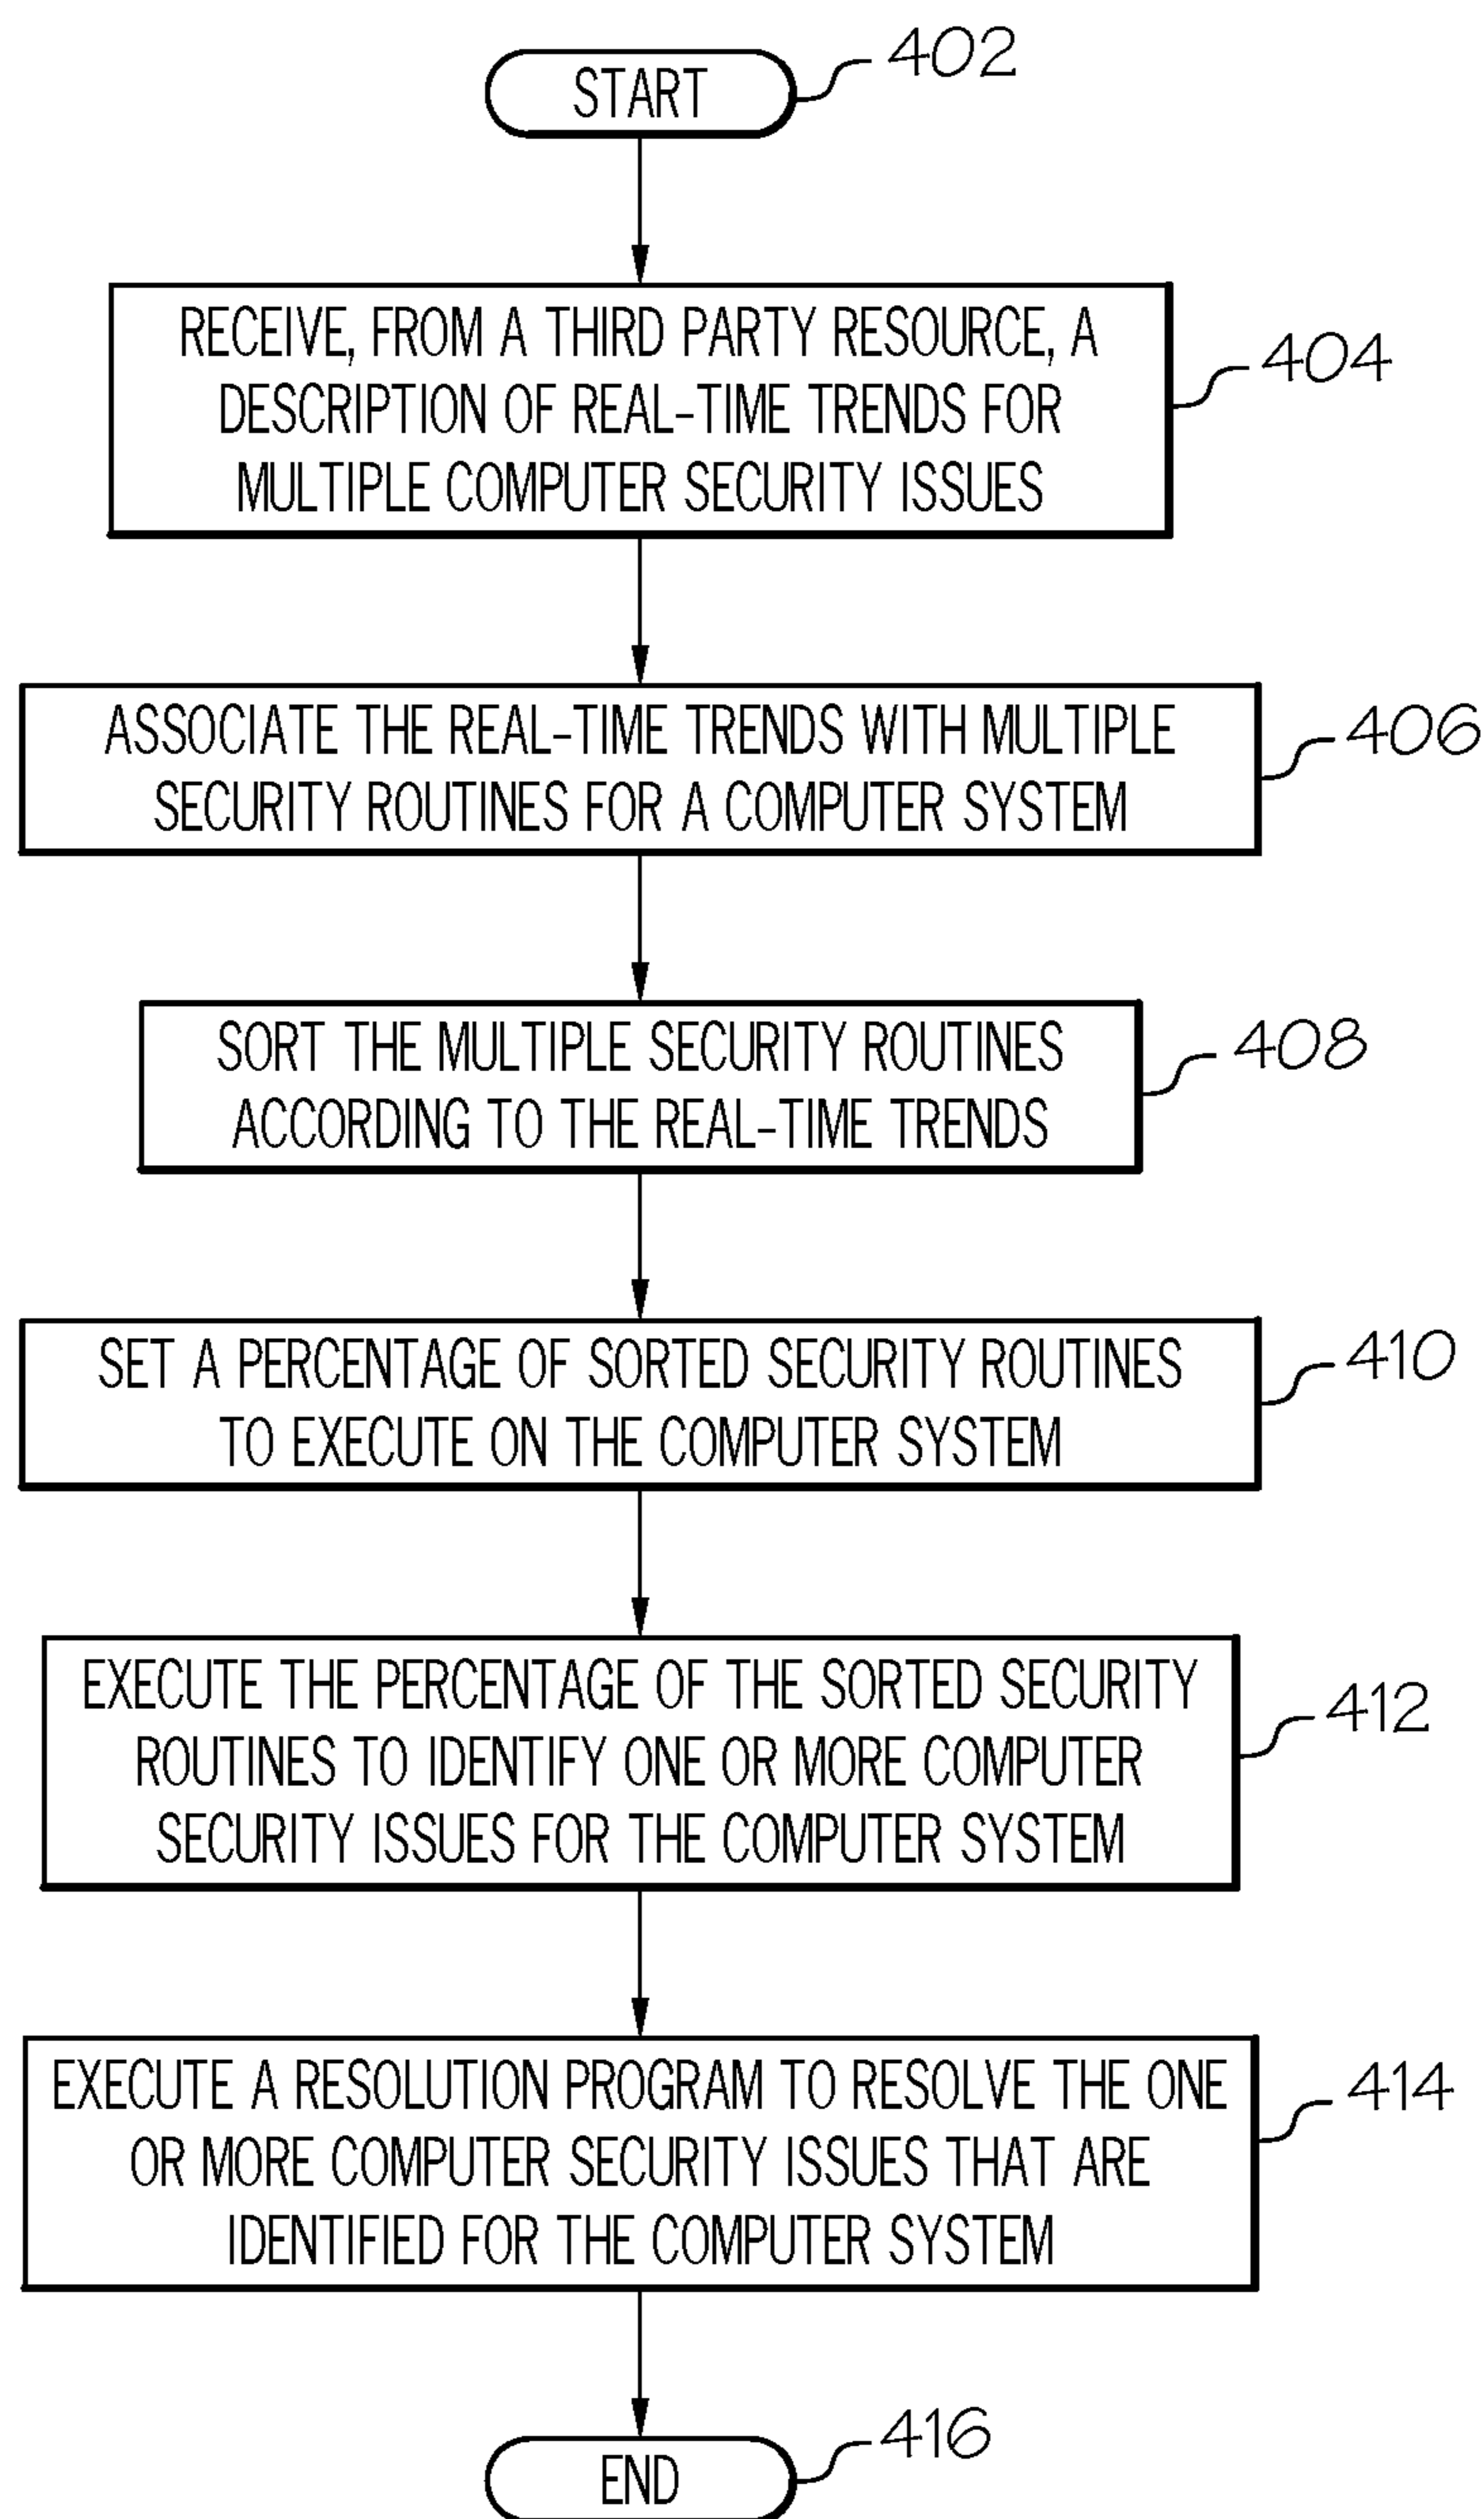 START
402
RECEIVE, FROM A THIRD PARTY RESOURCE, A
DESCRIPTION OF REAL-TIME TRENDS FOR
MULTIPLE COMPUTER SECURITY ISSUES
404
ASSOCIATE THE REAL-TIME TRENDS WITH MULTIPLE
SECURITY ROUTINES FOR A COMPUTER SYSTEM
406
SORT THE MULTIPLE SECURITY ROUTINES
ACCORDING TO THE REAL-TIME TRENDS
408
SET A PERCENTAGE OF SORTED SECURITY ROUTINES
TO EXECUTE ON THE COMPUTER SYSTEM
410
EXECUTE THE PERCENTAGE OF THE SORTED SECURITY
ROUTINES TO IDENTIFY ONE OR MORE COMPUTER
SECURITY ISSUES FOR THE COMPUTER SYSTEM
412
EXECUTE A RESOLUTION PROGRAM TO RESOLVE THE ONE
OR MORE COMPUTER SECURITY ISSUES THAT ARE
IDENTIFIED FOR THE COMPUTER SYSTEM
414
END
416